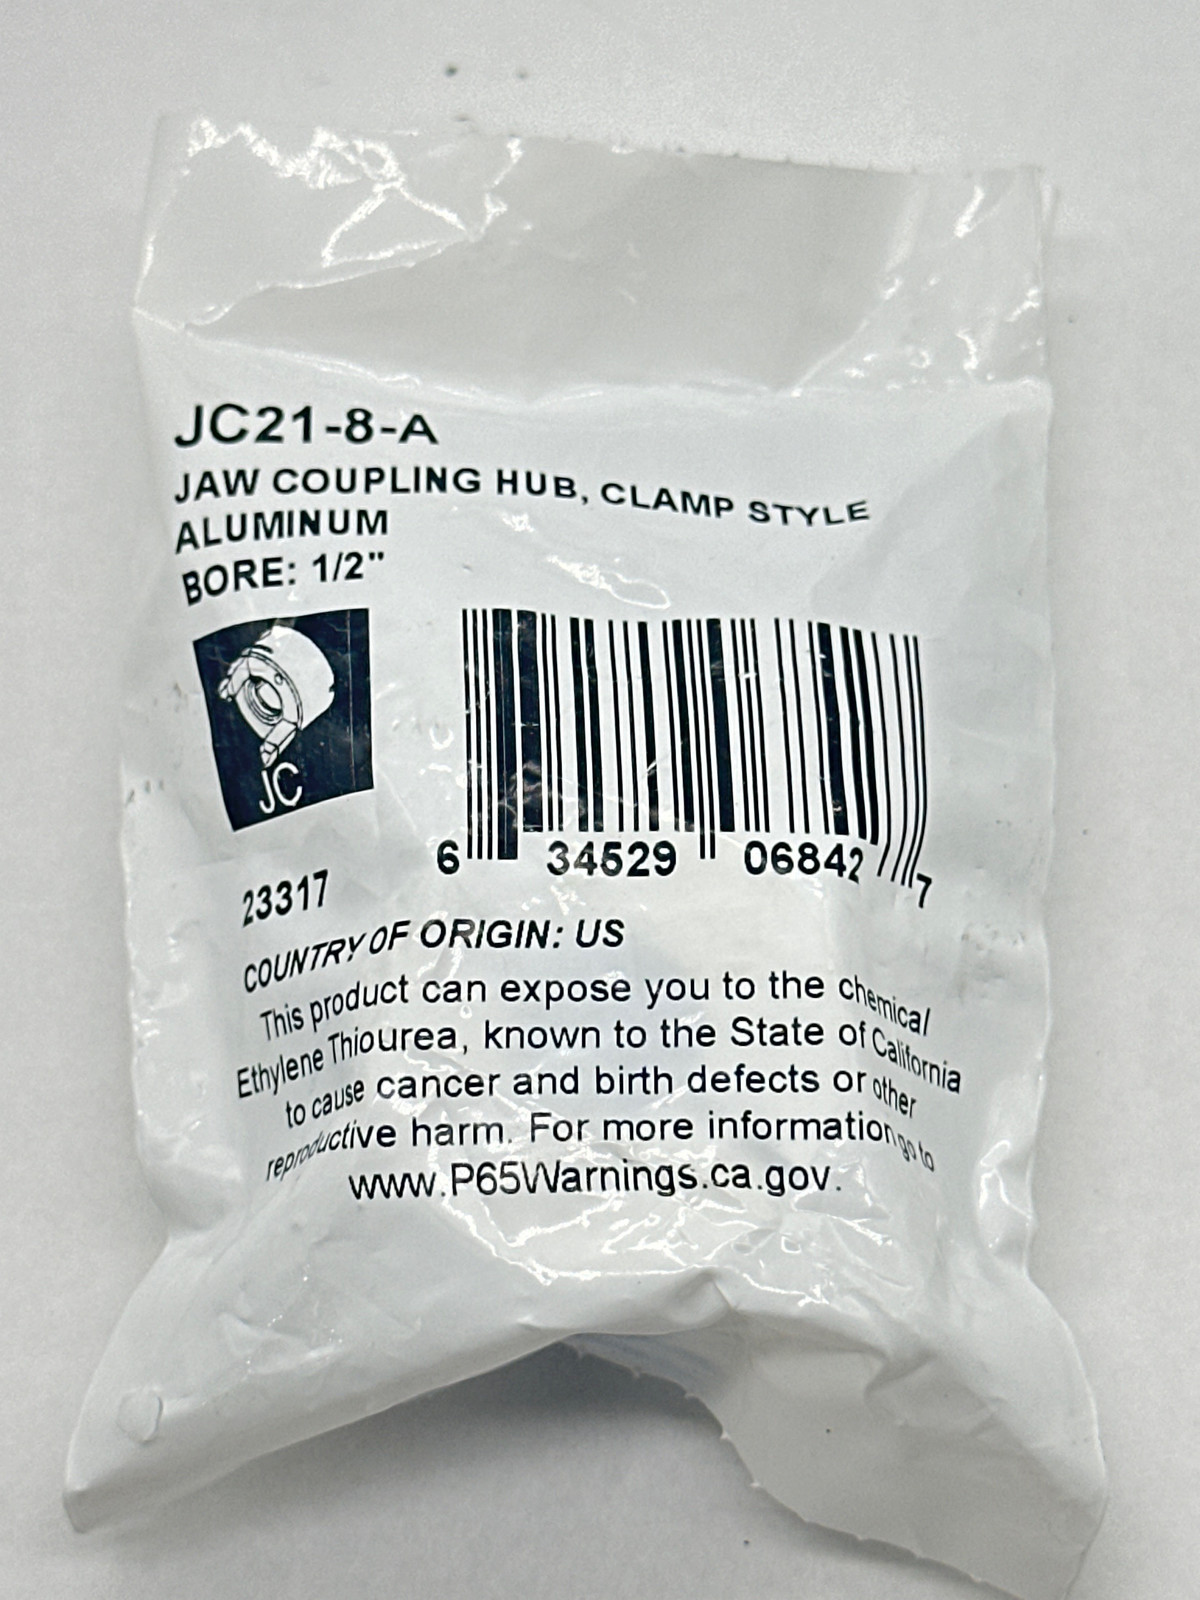 JC21-8-A
JAW COUPLING HUB, CLAMP STYLE
ALUMINUM
BORE: 1/2"
JC
6 34529 06842 7
23317
COUNTRY OF ORIGIN: US
This product can expose you to the chemical
Ethylene Thiourea, known to the State of California
to cause cancer and birth defects or other
reproductive harm. For more information go to
www.P65Warnings.ca.gov.